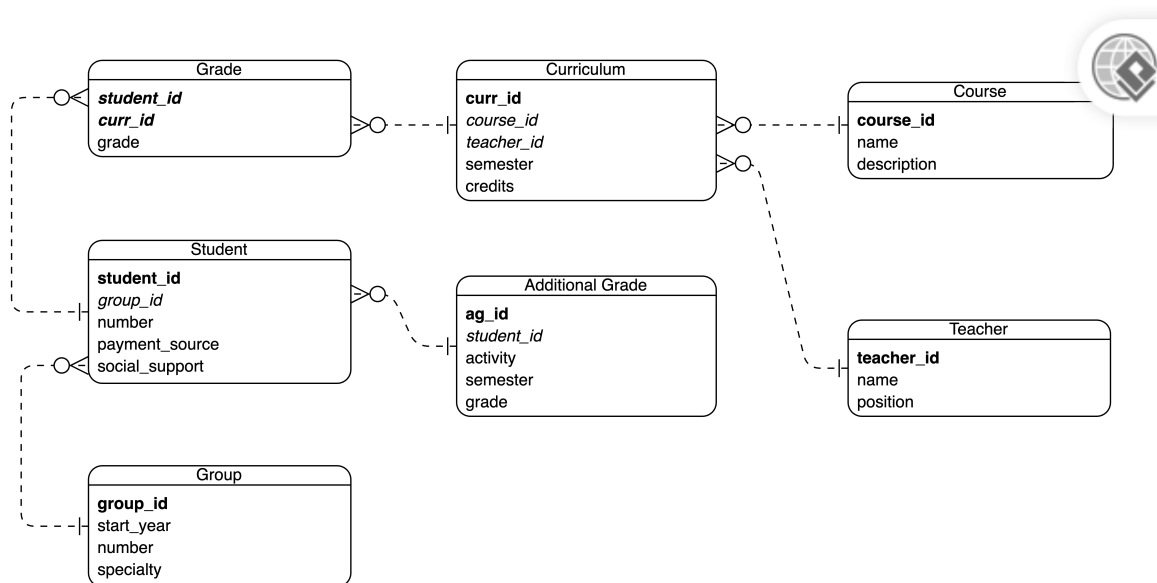 Grade
student_id
curr_id
grade
Curriculum
curr_id
course_id
teacher_id
semester
credits
Course
course_id
name
description
Student
student_id
group_id
number
payment_source
social_support
Additional Grade
ag_id
student_id
activity
semester
grade
Teacher
teacher_id
name
position
Group
group_id
start_year
number
specialty